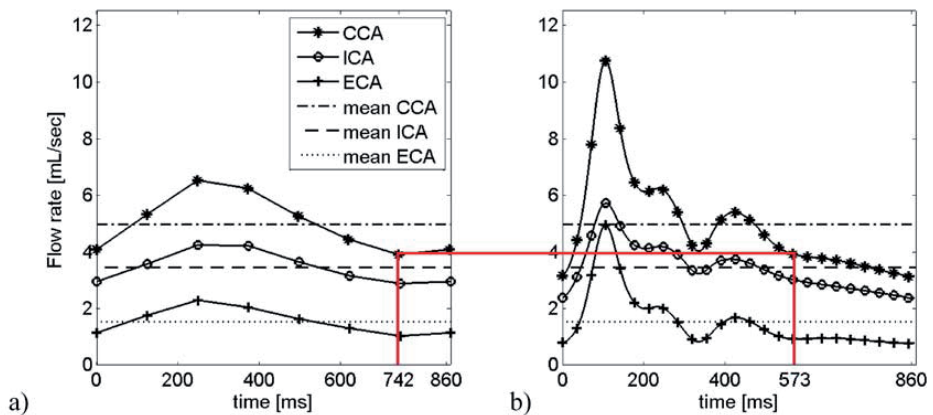 12
10
8
6
4
2
0
Flow rate [mL/sec]
CCA
ICA
ECA
mean CCA
mean ICA
mean ECA
0 200 400 600 742 860
time [ms]
a)
12
10
8
6
4
2
0
0 200 400 573 860
time [ms]
b)